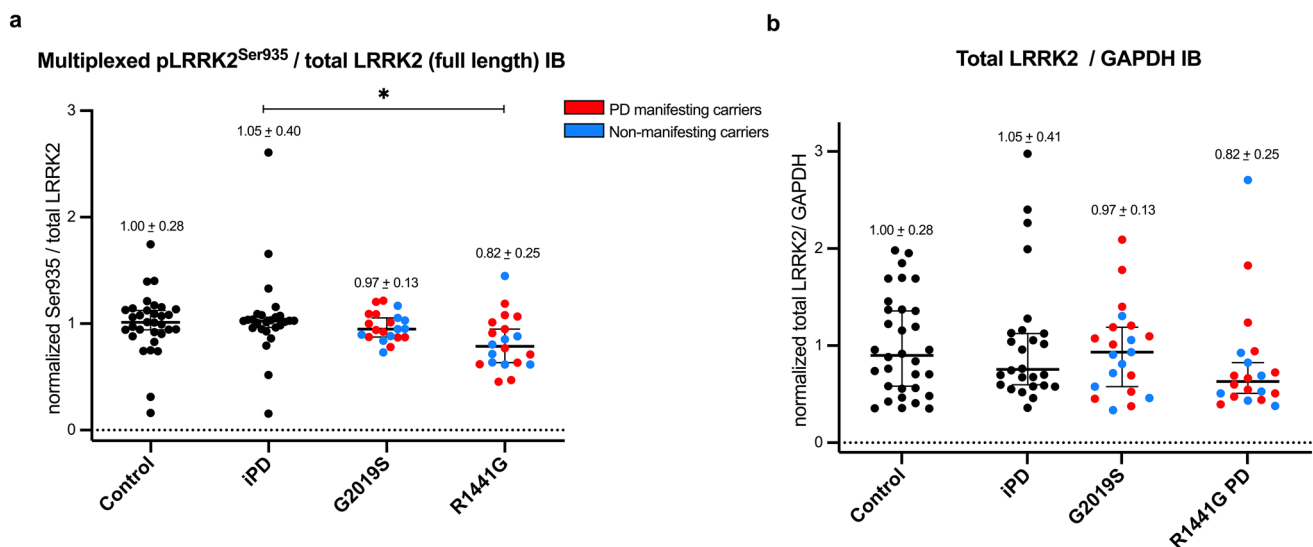 a
Multiplexed pLRRK2Ser935 / total LRRK2 (full length) IB
normalized Ser935 / total LRRK2
3
2
1
0
*
1.00 ± 0.28
1.05 ± 0.40
0.97 ± 0.13
0.82 ± 0.25
Control
iPD
G2019S
R1441G
PD manifesting carriers
Non-manifesting carriers
b
Total LRRK2 / GAPDH IB
normalized total LRRK2/ GAPDH
3
2
1
0
1.00 ± 0.28
1.05 ± 0.41
0.97 ± 0.13
0.82 ± 0.25
Control
iPD
G2019S
R1441G PD